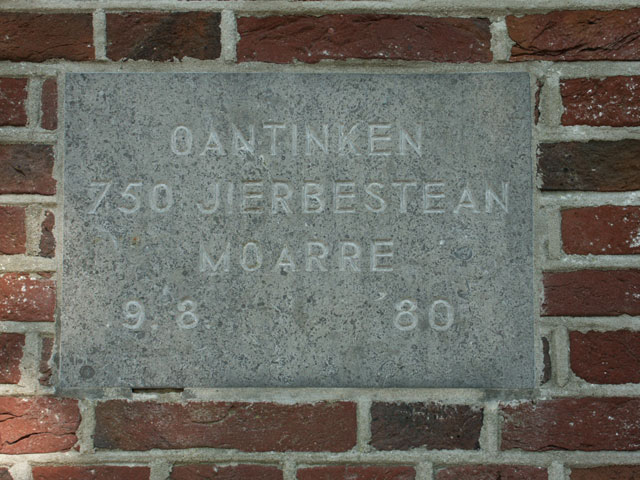 OANTINKEN
750 JIERBESTEAN
MOARRE
9. 8. '80